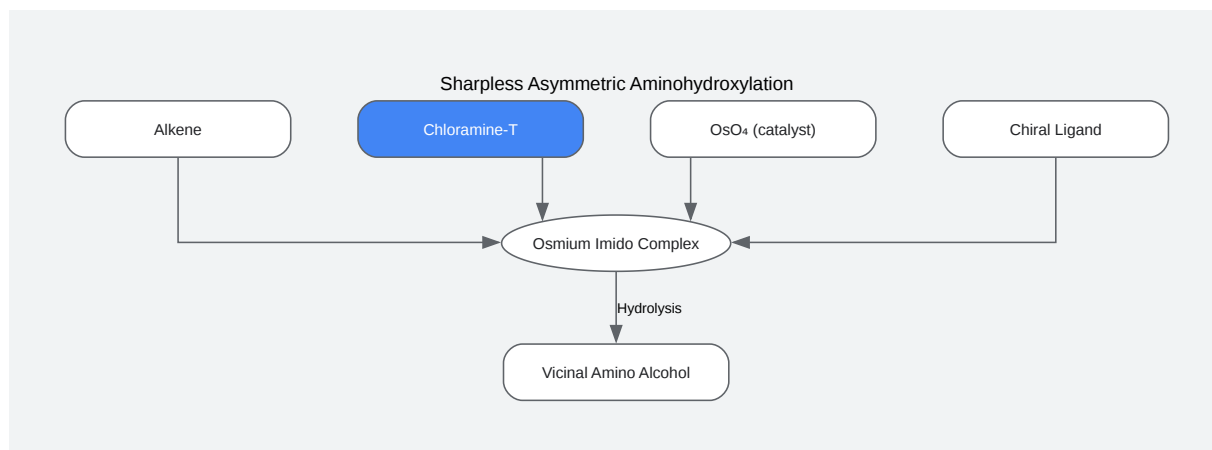 Sharpless Asymmetric Aminohydroxylation
Alkene
Chloramine-T
OsO₄ (catalyst)
Chiral Ligand
Osmium Imido Complex
Hydrolysis
Vicinal Amino Alcohol